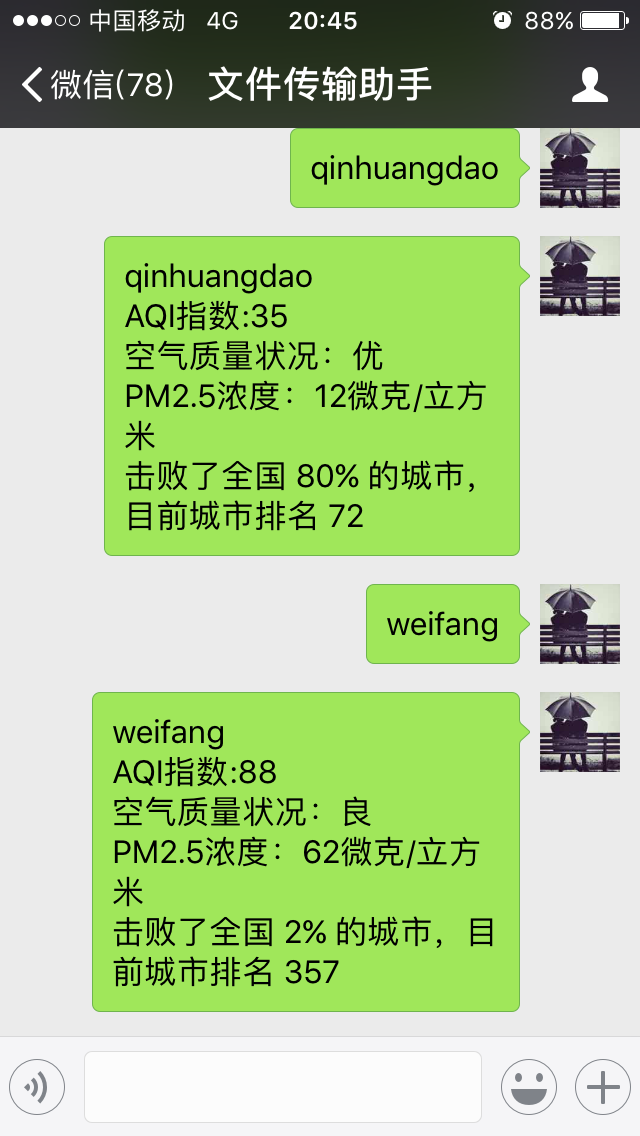 中国移动 4G 20:45 88%
微信(78) 文件传输助手
qinhuangdao
qinhuangdao
AQI指数:35
空气质量状况：优
PM2.5浓度：12微克/立方
米
击败了全国 80% 的城市，
目前城市排名 72
weifang
weifang
AQI指数:88
空气质量状况：良
PM2.5浓度：62微克/立方
米
击败了全国 2% 的城市，目
前城市排名 357